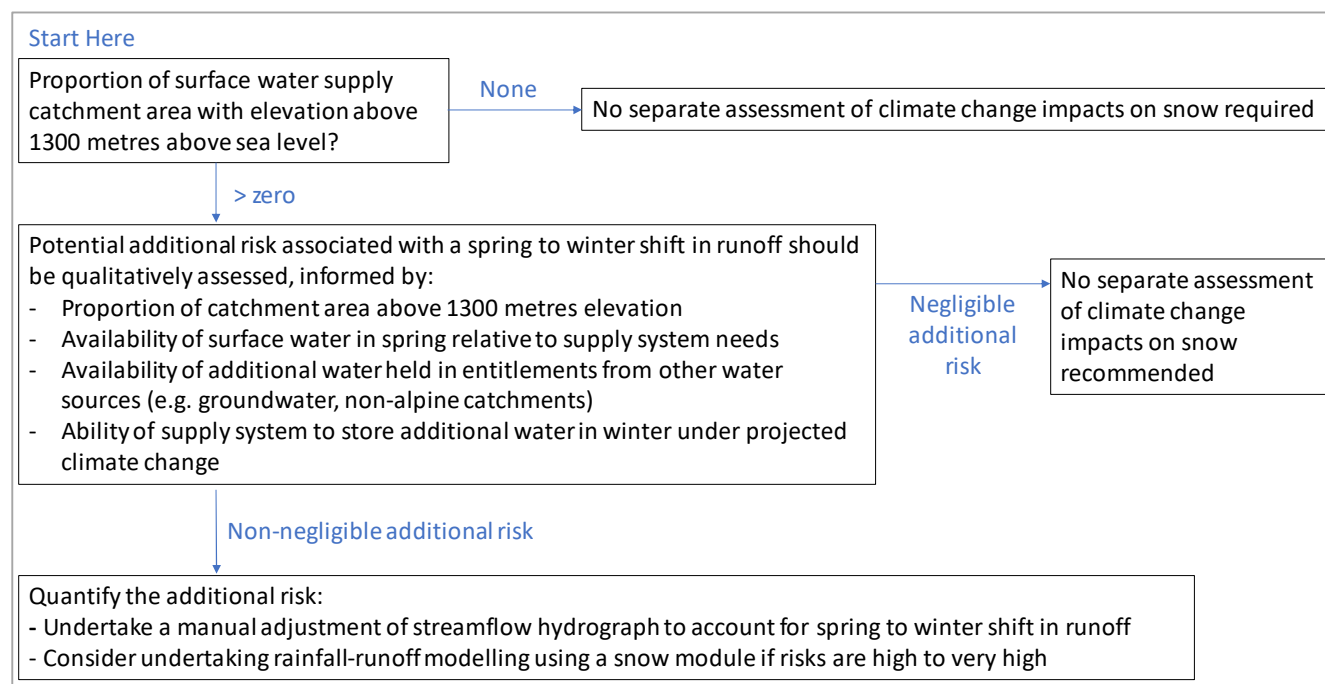 Start Here
Proportion of surface water supply
catchment area with elevation above
1300 metres above sea level?
None
No separate assessment of climate change impacts on snow required
> zero
Potential additional risk associated with a spring to winter shift in runoff should
be qualitatively assessed, informed by:
- Proportion of catchment area above 1300 metres elevation
- Availability of surface water in spring relative to supply system needs
- Availability of additional water held in entitlements from other water
sources (e.g. groundwater, non-alpine catchments)
- Ability of supply system to store additional water in winter under projected
climate change
Negligible
additional
risk
No separate assessment
of climate change
impacts on snow
recommended
Non-negligible additional risk
Quantify the additional risk:
- Undertake a manual adjustment of streamflow hydrograph to account for spring to winter shift in runoff
- Consider undertaking rainfall-runoff modelling using a snow module if risks are high to very high